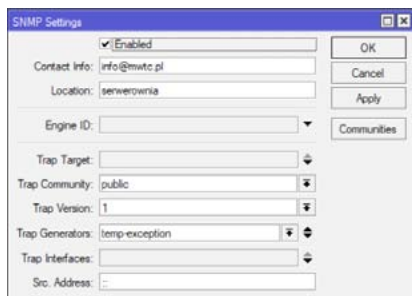 SNMP Settings
Enabled
OK
Contact Info: info@mwtc.pl
Cancel
Location: serwerownia
Apply
Engine ID:
Communities
Trap Target:
Trap Community: public
Trap Version: 1
Trap Generators: temp-exception
Trap Interfaces:
Src. Address: ::